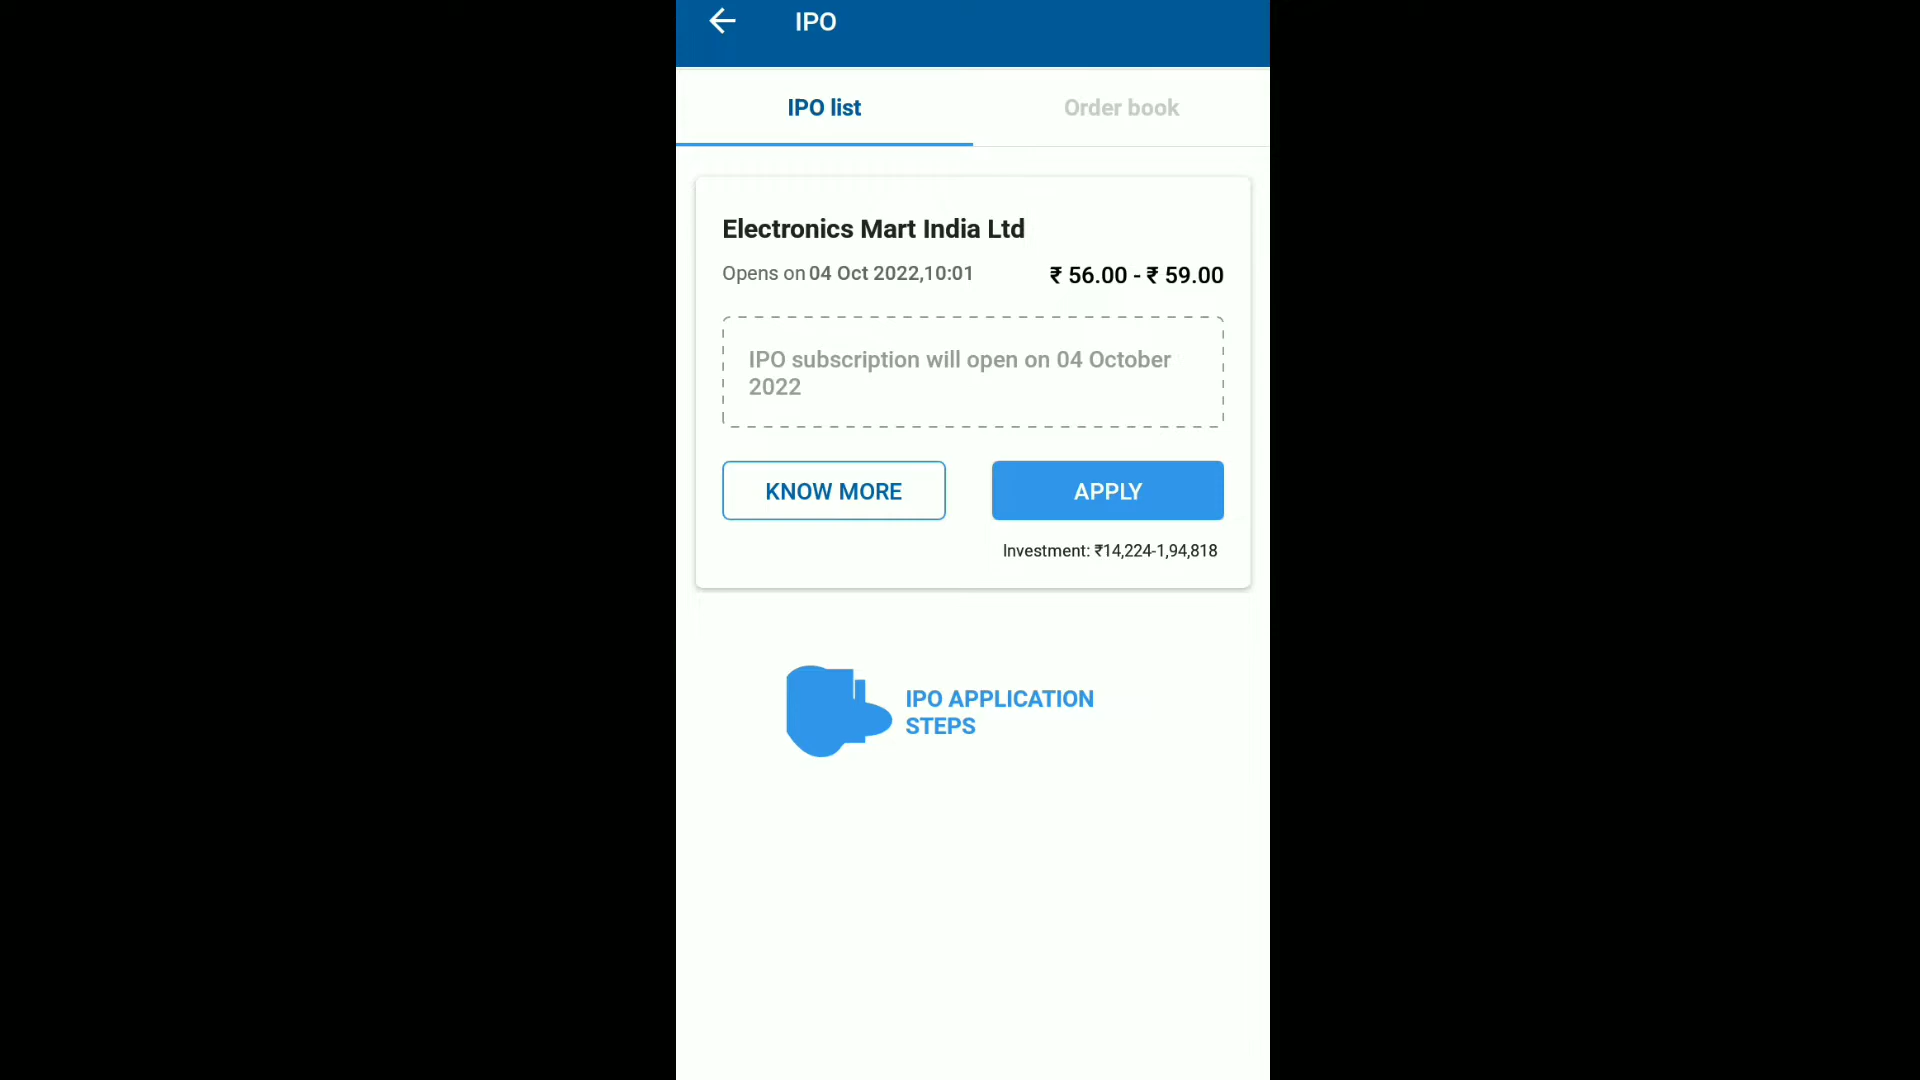 IPO
IPO list
Order book
Electronics Mart India Ltd
Opens on 04 Oct 2022,10:01
₹ 56.00 - ₹ 59.00
IPO subscription will open on 04 October
2022
KNOW MORE
APPLY
Investment: ₹14,224-1,94,818
IPO APPLICATION
STEPS